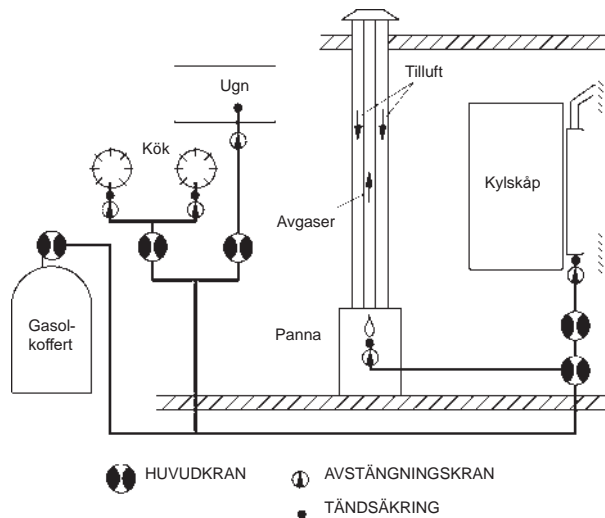 Tilluft
Ugn
Kök
Kylskåp
Avgaser
Gasol-
koffert
Panna
HUVUDKRAN
AVSTÄNGNINGSKRAN
TÄNDSÄKRING